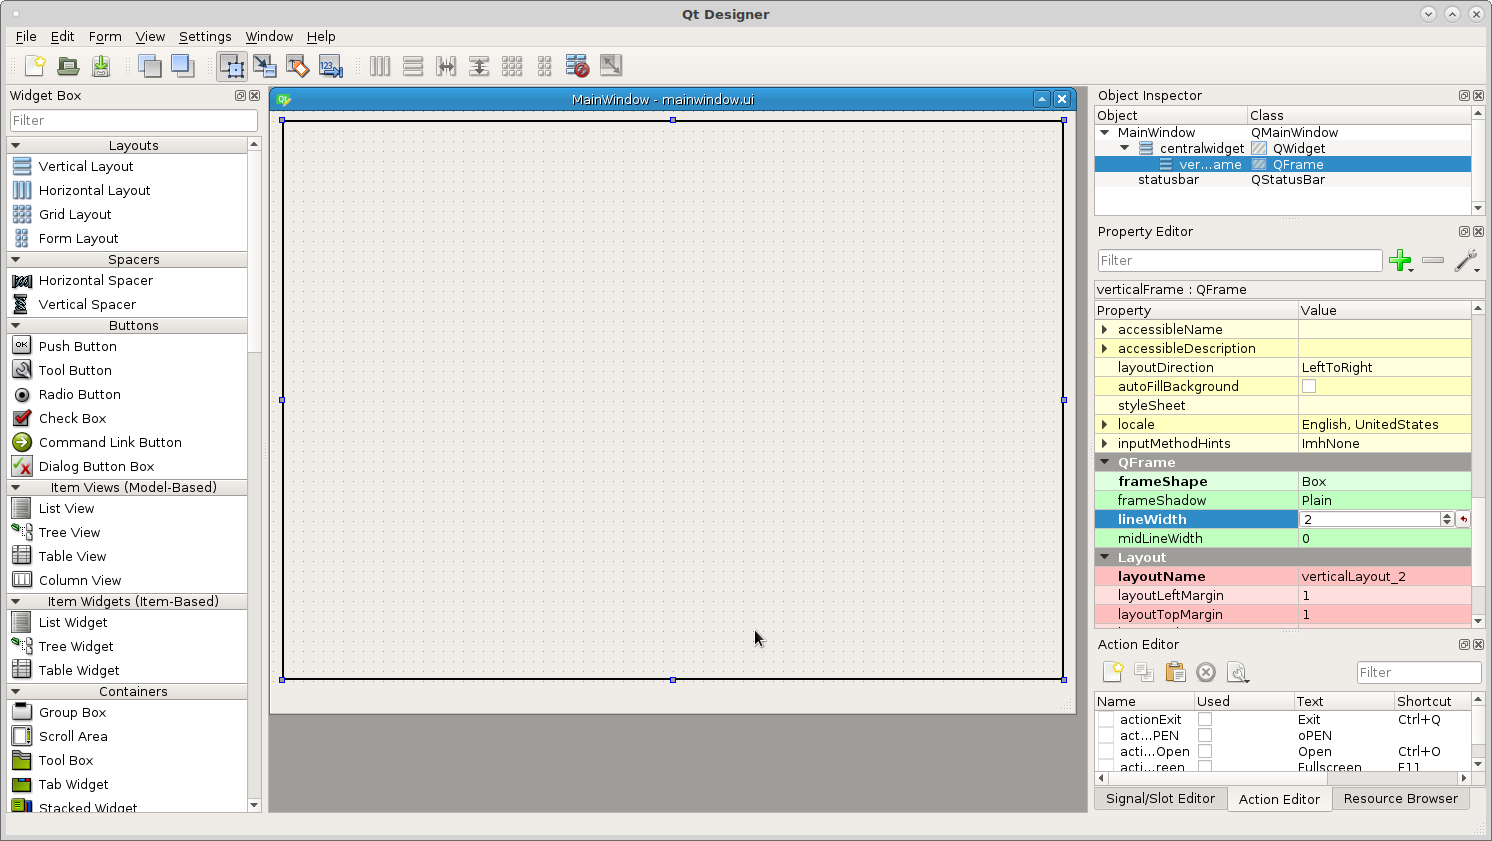 Qt Designer
File Edit Form View Settings Window Help
Widget Box
Filter
Layouts
Vertical Layout
Horizontal Layout
Grid Layout
Form Layout
Spacers
Horizontal Spacer
Vertical Spacer
Buttons
OK Push Button
Tool Button
Radio Button
Check Box
Command Link Button
Dialog Button Box
Item Views (Model-Based)
List View
Tree View
Table View
Column View
Item Widgets (Item-Based)
List Widget
Tree Widget
Table Widget
Containers
Group Box
Scroll Area
Tool Box
Tab Widget
Stacked Widget
MainWindow - mainwindow.ui
Object Inspector
Object Class
MainWindow QMainWindow
centralwidget QWidget
ver...ame QFrame
statusbar QStatusBar
Property Editor
Filter
verticalFrame : QFrame
Property Value
accessibleName
accessibleDescription
layoutDirection LeftToRight
autoFillBackground
styleSheet
locale English, UnitedStates
inputMethodHints ImhNone
QFrame
frameShape Box
frameShadow Plain
lineWidth 2
midLineWidth 0
Layout
layoutName verticalLayout_2
layoutLeftMargin 1
layoutTopMargin 1
Action Editor
Filter
Name Used Text Shortcut
actionExit Exit Ctrl+Q
act...PEN oPEN
acti...Open Open Ctrl+O
acti...reen Fullscreen F11
Signal/Slot Editor Action Editor Resource Browser